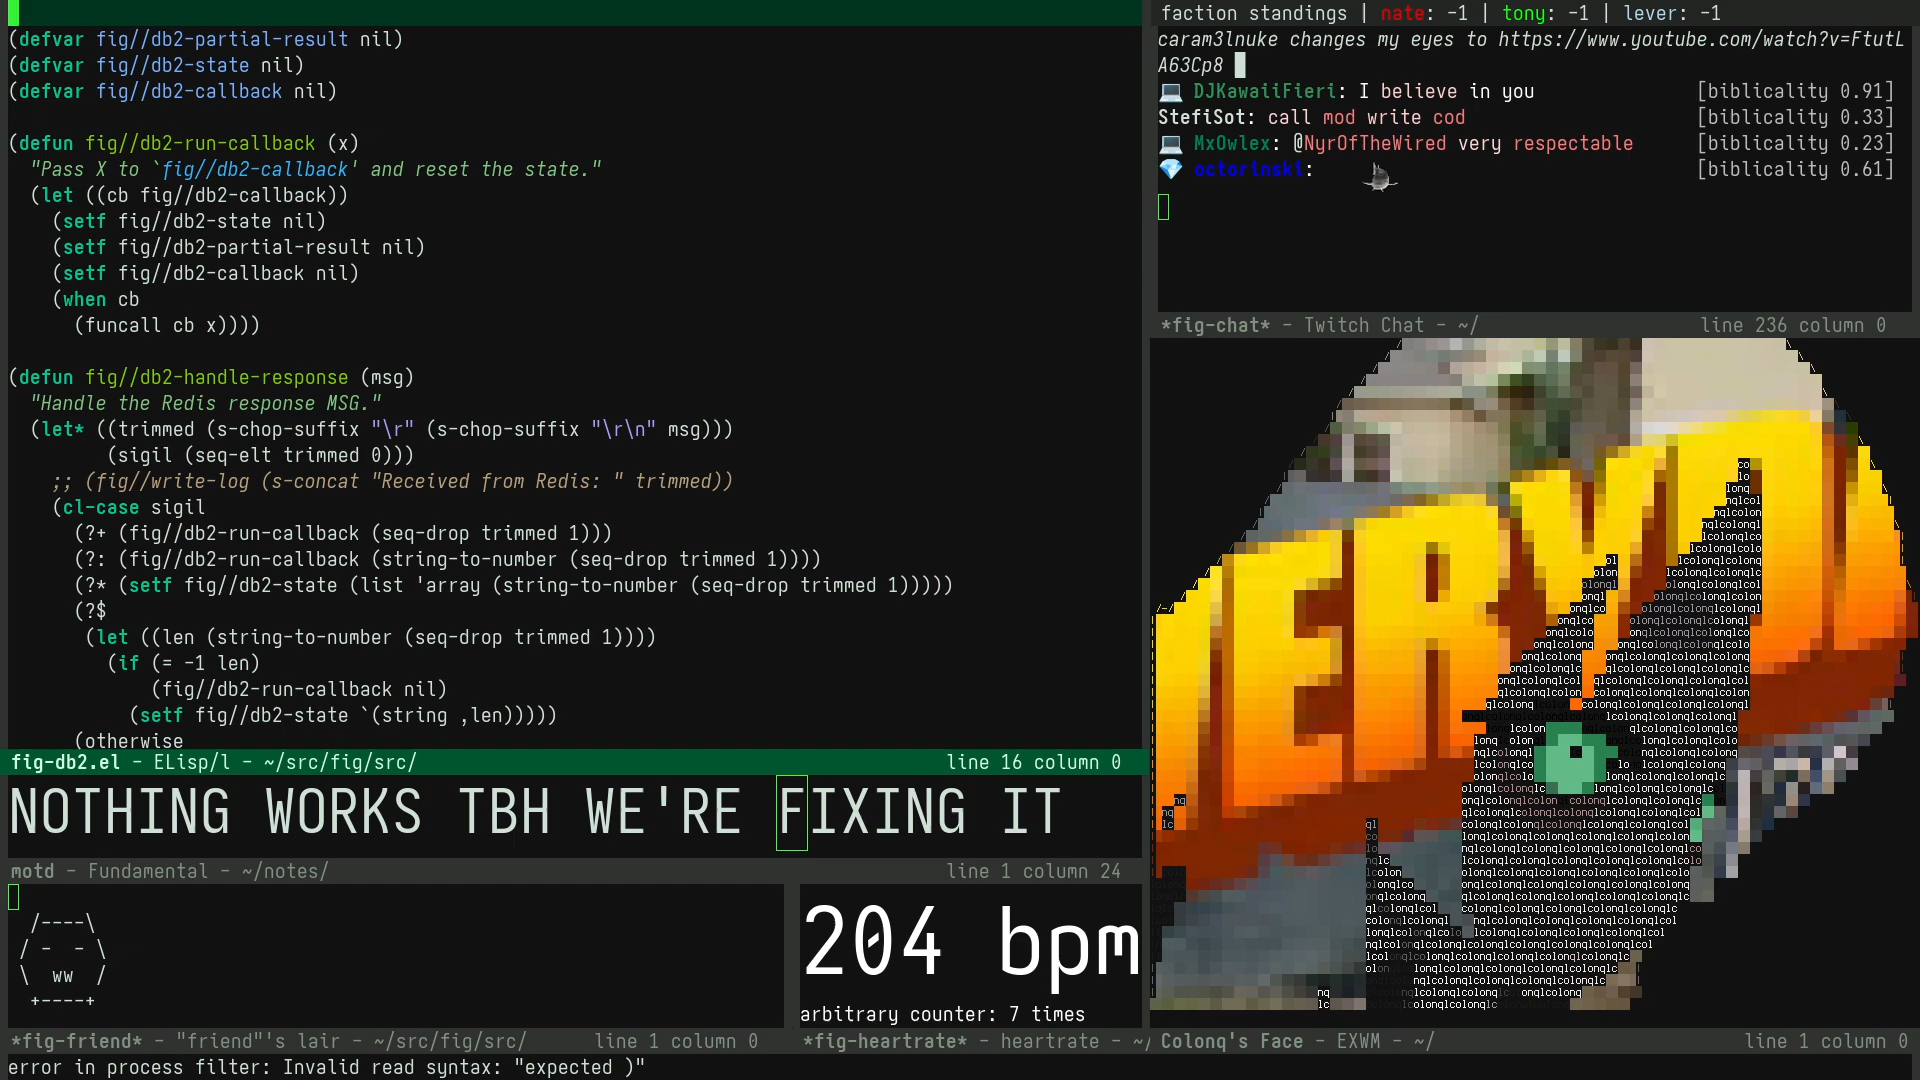 (defvar fig//db2-partial-result nil)
(defvar fig//db2-state nil)
(defvar fig//db2-callback nil)
(defun fig//db2-run-callback (x)
"Pass X to `fig//db2-callback' and reset the state."
(let ((cb fig//db2-callback))
(setf fig//db2-state nil)
(setf fig//db2-partial-result nil)
(setf fig//db2-callback nil)
(when cb
(funcall cb x))))
(defun fig//db2-handle-response (msg)
"Handle the Redis response MSG."
(let* ((trimmed (s-chop-suffix "\r" (s-chop-suffix "\r\n" msg)))
(sigil (seq-elt trimmed 0)))
;; (fig//write-log (s-concat "Received from Redis: " trimmed))
(cl-case sigil
(?+ (fig//db2-run-callback (seq-drop trimmed 1)))
(?: (fig//db2-run-callback (string-to-number (seq-drop trimmed 1))))
(?* (setf fig//db2-state (list 'array (string-to-number (seq-drop trimmed 1)))))
(?$
(let ((len (string-to-number (seq-drop trimmed 1))))
(if (= -1 len)
(fig//db2-run-callback nil)
(setf fig//db2-state `(string ,len)))))
(otherwise
fig-db2.el - ELisp/l - ~/src/fig/src/ line 16 column 0
NOTHING WORKS TBH WE'RE FIXING IT
motd - Fundamental - ~/notes/ line 1 column 24
/----\
/ - - \
\ ww /
+----+
*fig-friend* - "friend"'s lair - ~/src/fig/src/ line 1 column 0
204 bpm
arbitrary counter: 7 times
*fig-heartrate* - heartrate - ~/
error in process filter: Invalid read syntax: "expected )"
faction standings | nate: -1 | tony: -1 | lever: -1
caram3lnuke changes my eyes to https://www.youtube.com/watch?v=FtutL
A63Cp8
DJKawaiiFieri: I believe in you [biblicality 0.91]
StefiSot: call mod write cod [biblicality 0.33]
MxOwlex: @NyrOfTheWired very respectable [biblicality 0.23]
octorinski: [biblicality 0.61]
*fig-chat* - Twitch Chat - ~/ line 236 column 0
Colonq's Face - EXWM - ~/ line 1 column 0